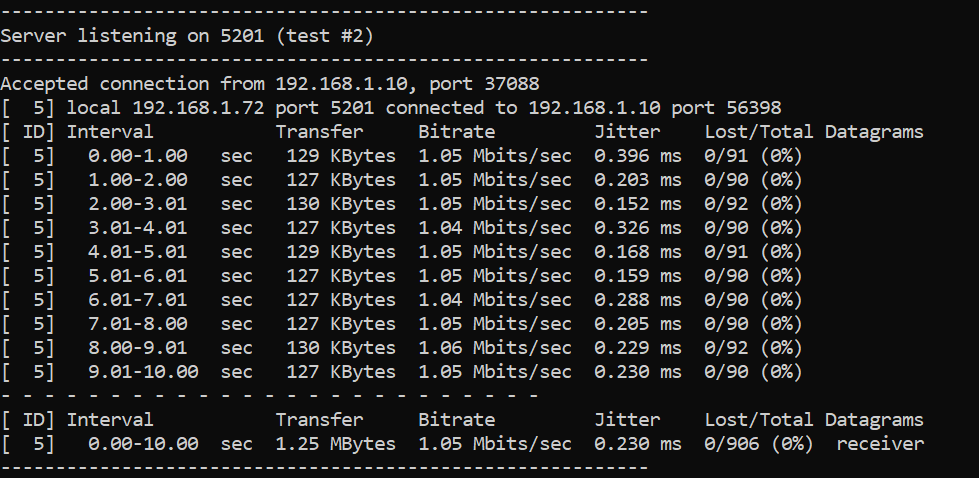 -----------------------------------------------------------
Server listening on 5201 (test #2)
-----------------------------------------------------------
Accepted connection from 192.168.1.10, port 37088
[  5] local 192.168.1.72 port 5201 connected to 192.168.1.10 port 56398
[ ID] Interval           Transfer     Bitrate         Jitter    Lost/Total Datagrams
[  5]   0.00-1.00   sec   129 KBytes  1.05 Mbits/sec  0.396 ms  0/91 (0%)
[  5]   1.00-2.00   sec   127 KBytes  1.05 Mbits/sec  0.203 ms  0/90 (0%)
[  5]   2.00-3.01   sec   130 KBytes  1.05 Mbits/sec  0.152 ms  0/92 (0%)
[  5]   3.01-4.01   sec   127 KBytes  1.04 Mbits/sec  0.326 ms  0/90 (0%)
[  5]   4.01-5.01   sec   129 KBytes  1.05 Mbits/sec  0.168 ms  0/91 (0%)
[  5]   5.01-6.01   sec   127 KBytes  1.05 Mbits/sec  0.159 ms  0/90 (0%)
[  5]   6.01-7.01   sec   127 KBytes  1.04 Mbits/sec  0.288 ms  0/90 (0%)
[  5]   7.01-8.00   sec   127 KBytes  1.05 Mbits/sec  0.205 ms  0/90 (0%)
[  5]   8.00-9.01   sec   130 KBytes  1.06 Mbits/sec  0.229 ms  0/92 (0%)
[  5]   9.01-10.00  sec   127 KBytes  1.05 Mbits/sec  0.230 ms  0/90 (0%)
- - - - - - - - - - - - - - - - - - - - - - - - -
[ ID] Interval           Transfer     Bitrate         Jitter    Lost/Total Datagrams
[  5]   0.00-10.00  sec  1.25 MBytes  1.05 Mbits/sec  0.230 ms  0/906 (0%)  receiver
-----------------------------------------------------------